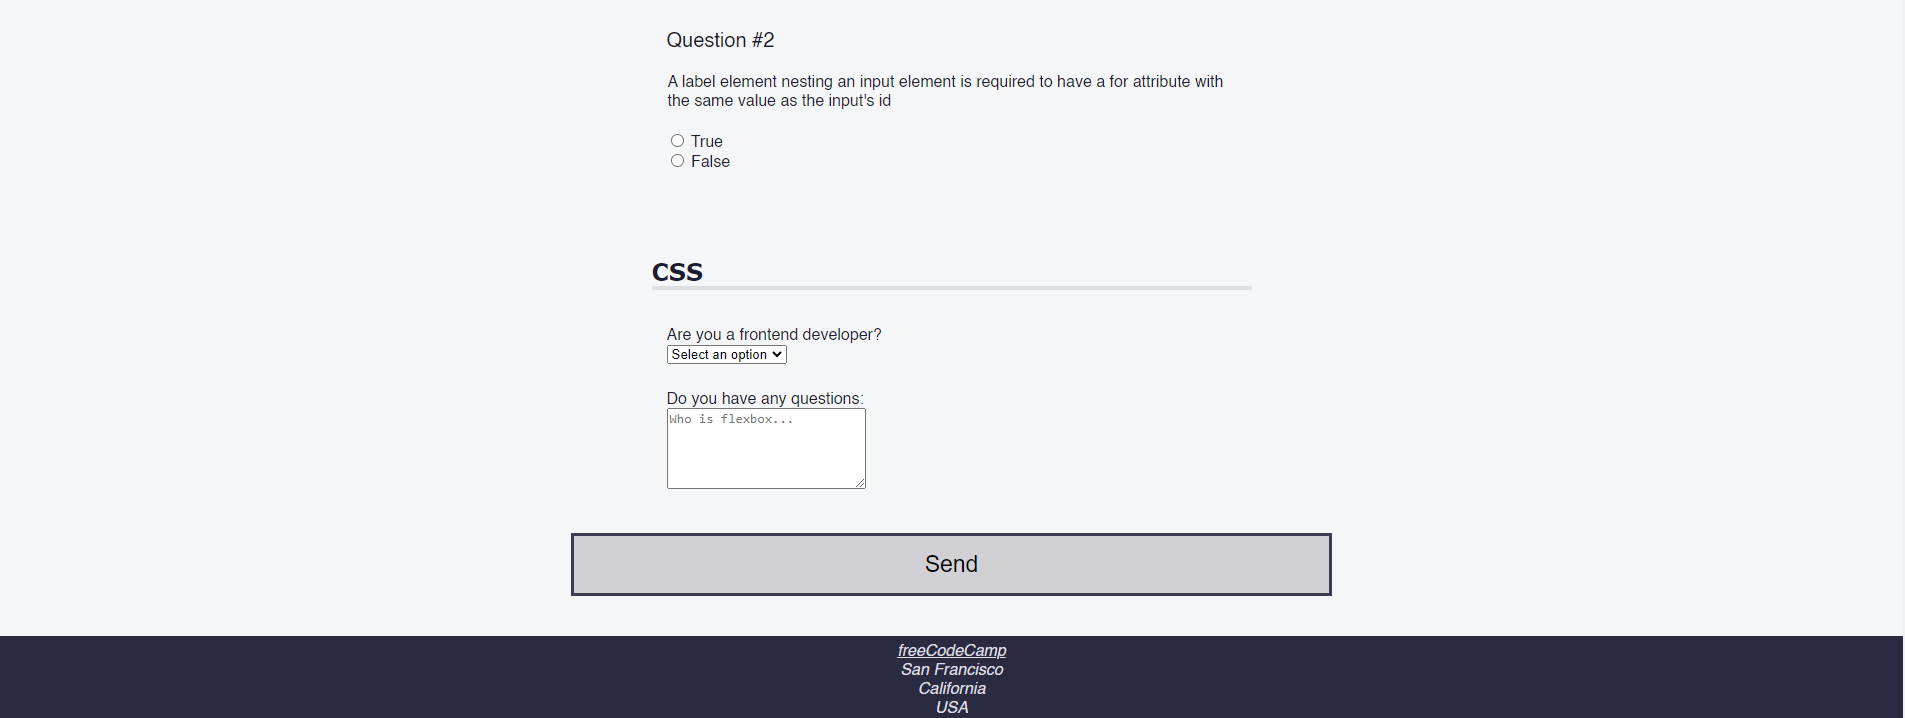 Question #2
A label element nesting an input element is required to have a for attribute with
the same value as the input's id
True
False
CSS
Are you a frontend developer?
Select an option
Do you have any questions:
Who is flexbox...
Send
freeCodeCamp
San Francisco
California
USA